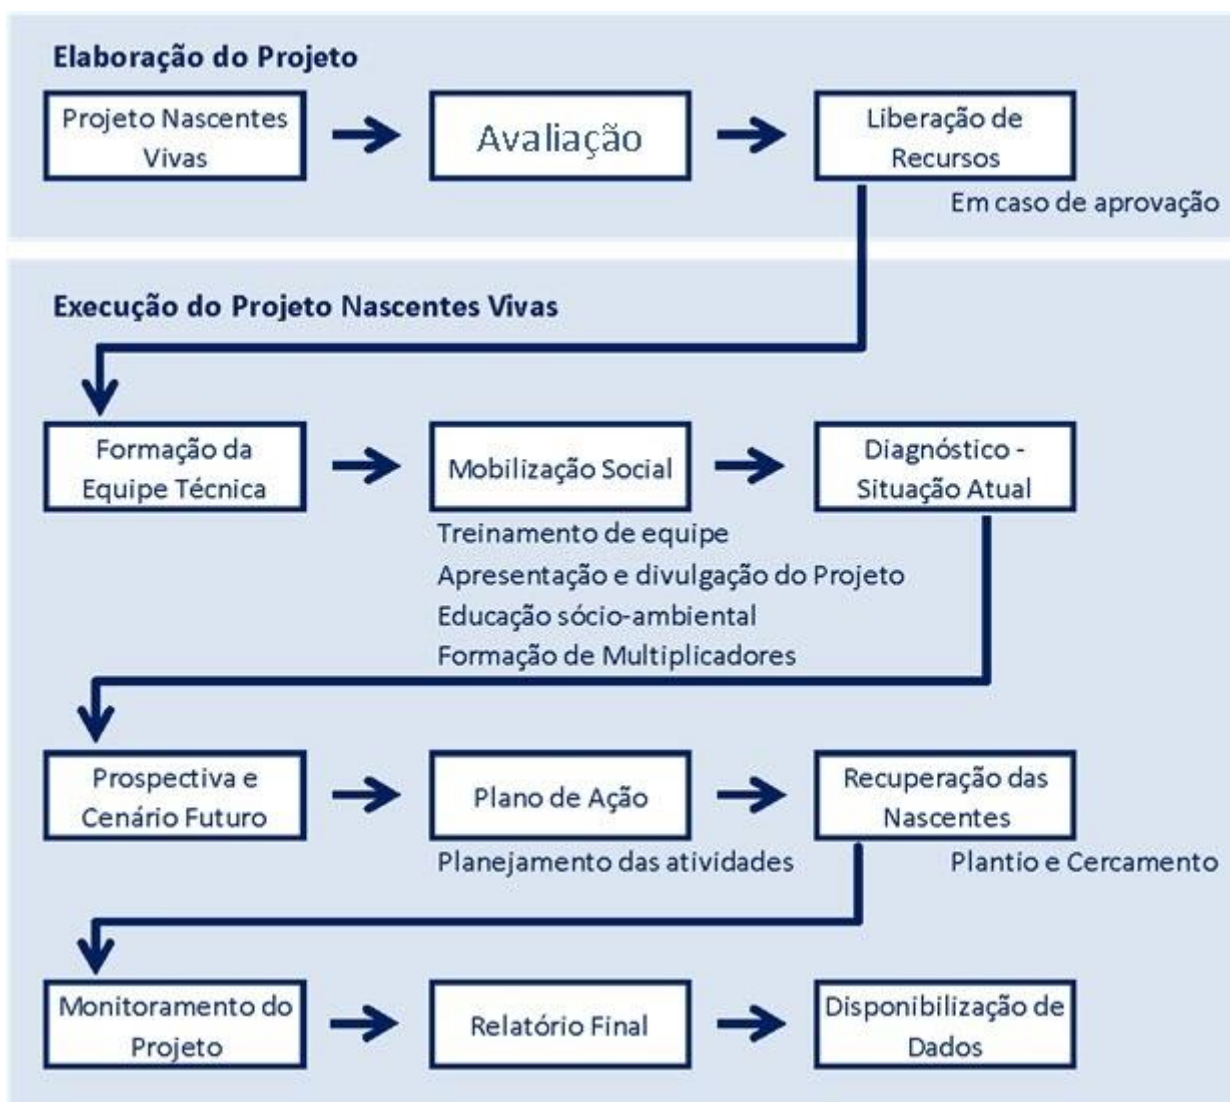 Elaboração do Projeto
Projeto Nascentes
Vivas
Avaliação
Liberação de
Recursos
Em caso de aprovação
Execução do Projeto Nascentes Vivas
Formação da
Equipe Técnica
Mobilização Social
Treinamento de equipe
Apresentação e divulgação do Projeto
Educação sócio-ambiental
Formação de Multiplicadores
Diagnóstico -
Situação Atual
Prospectiva e
Cenário Futuro
Plano de Ação
Planejamento das atividades
Recuperação das
Nascentes
Plantio e Cercamento
Monitoramento do
Projeto
Relatório Final
Disponibilização de
Dados